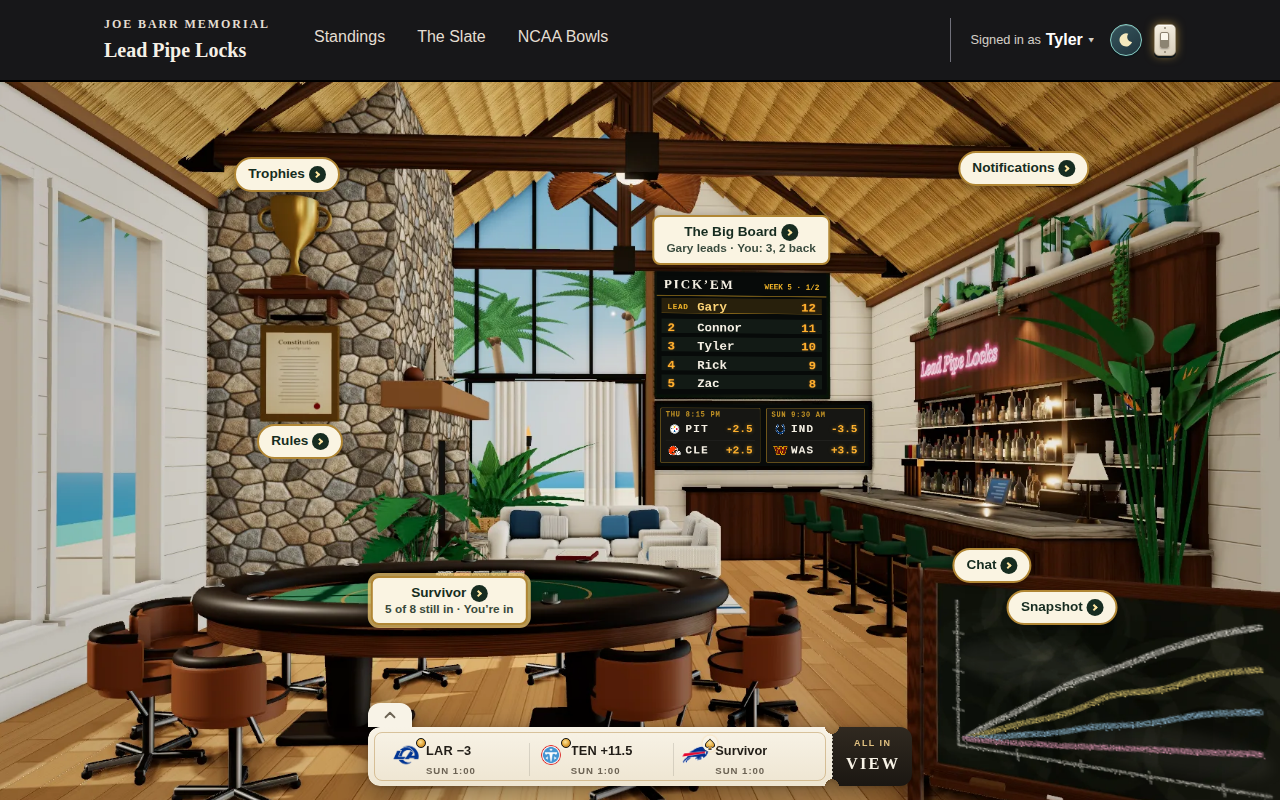 JOE BARR MEMORIAL
Lead Pipe Locks
Standings
The Slate
NCAA Bowls
Signed in as Tyler
Trophies
Notifications
The Big Board
Gary leads · You: 3, 2 back
PICK'EM
WEEK 5 · 1/2
LEAD Gary 12
2 Connor 11
3 Tyler 10
4 Rick 9
5 Zac 8
THU 8:15 PM
PIT -2.5
CLE +2.5
SUN 9:30 AM
IND -3.5
WAS +3.5
Constitution
Rules
Lead Pipe Locks
Chat
Snapshot
Survivor
5 of 8 still in · You're in
LAR −3
SUN 1:00
TEN +11.5
SUN 1:00
Survivor
SUN 1:00
ALL IN
VIEW